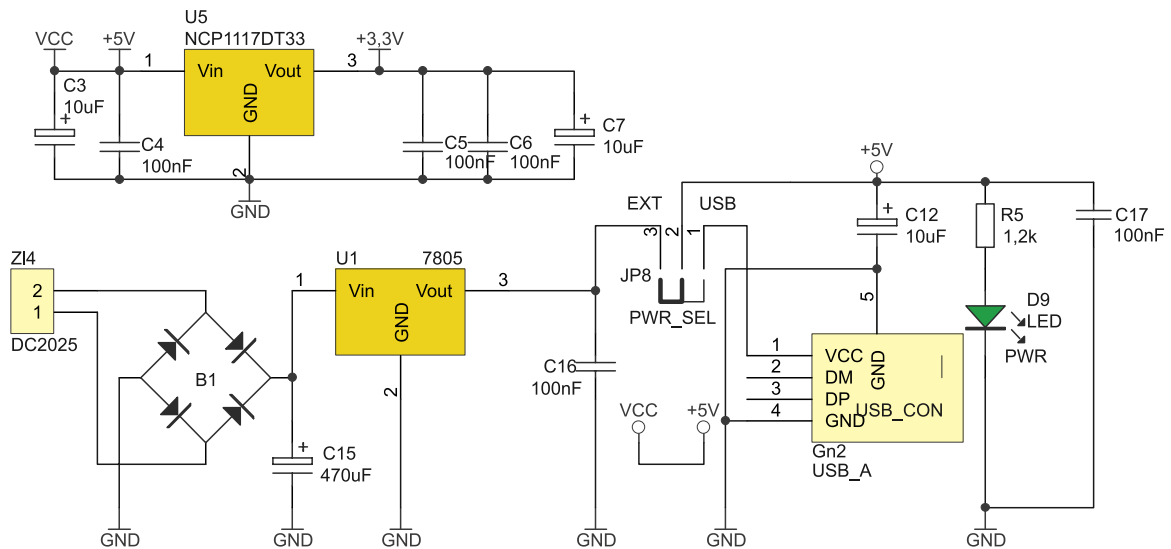 U5
NCP1117DT33
VCC
+5V
+3,3V
1
3
Vin
Vout
GND
2
C3
10uF
+
C4
100nF
C5
100nF
C6
100nF
+
C7
10uF
GND
+5V
EXT
USB
3
2
1
JP8
PWR_SEL
+
C12
10uF
R5
1,2k
C17
100nF
ZI4
2
1
DC2025
B1
U1
7805
1
3
Vin
Vout
GND
2
+
C15
470uF
C16
100nF
D9
LED
PWR
5
1
2
3
4
VCC
DM
DP
GND
GND
USB_CON
Gn2
USB_A
VCC
+5V
GND
GND
GND
GND
GND
GND